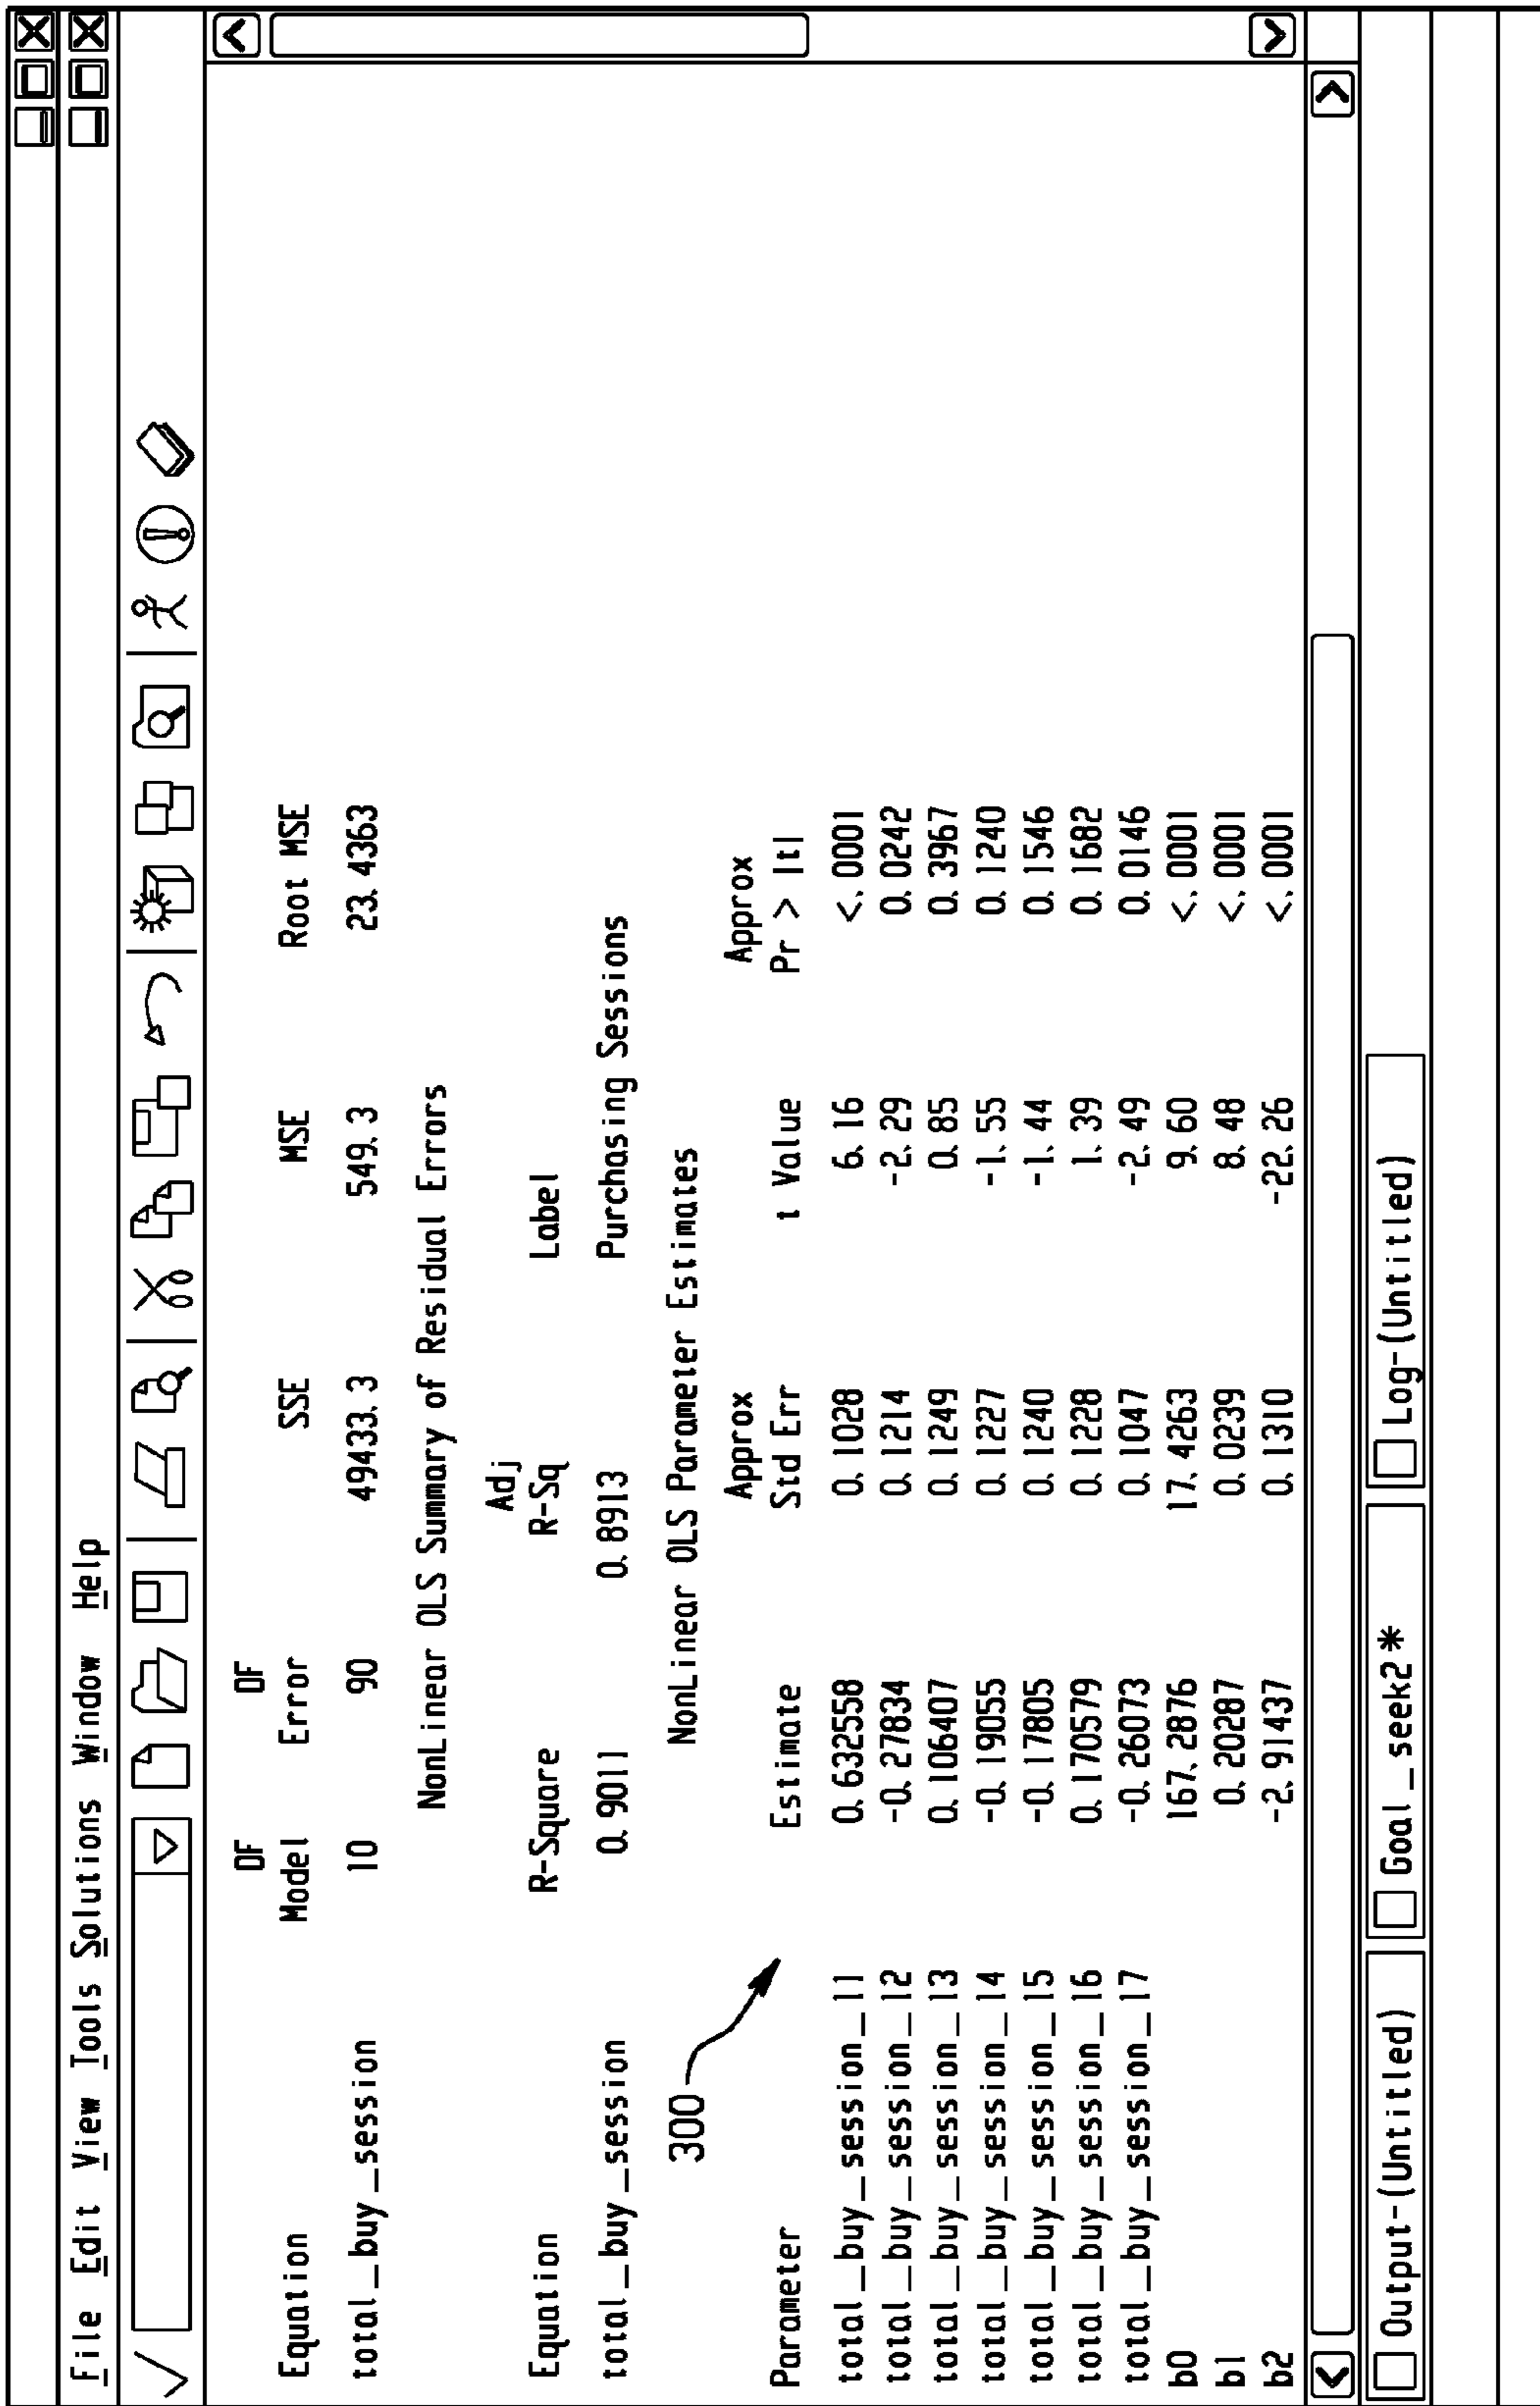 File Edit View Tools Solutions Window Help
DF DF
Equation Model Error SSE MSE Root MSE
total_buy_session 10 90 49433.3 549.3 23.4363
NonLinear OLS Summary of Residual Errors
Adj
Equation R-Square R-Sq Label
total_buy_session 0.9011 0.8913 Purchasing Sessions
300
NonLinear OLS Parameter Estimates
Approx Approx
Parameter Estimate Std Err t Value Pr > |t|
total_buy_session_11 0.632558 0.1028 6.16 <.0001
total_buy_session_12 -0.27834 0.1214 -2.29 0.0242
total_buy_session_13 0.106407 0.1249 0.85 0.3967
total_buy_session_14 -0.19055 0.1227 -1.55 0.1240
total_buy_session_15 -0.17805 0.1240 -1.44 0.1546
total_buy_session_16 0.170579 0.1228 1.39 0.1682
total_buy_session_17 -0.26073 0.1047 -2.49 0.0146
b0 167.2876 17.4263 9.60 <.0001
b1 0.20287 0.0239 8.48 <.0001
b2 -2.91437 0.1310 -22.26 <.0001
Output-(Untitled) Goal_seek2* Log-(Untitled)